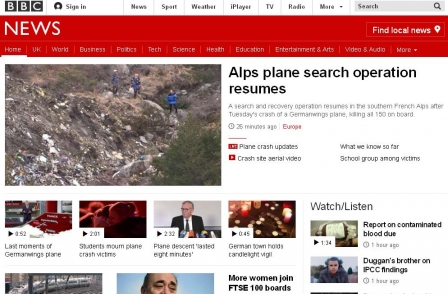 BBC Sign in News Sport Weather iPlayer TV Radio More Search
NEWS
Find local news
Home UK World Business Politics Tech Science Health Education Entertainment & Arts Video & Audio More
Alps plane search operation
resumes
A search and recovery operation resumes in the southern French Alps after
Tuesday's crash of a Germanwings plane, killing all 150 on board.
26 minutes ago Europe
LIVE Plane crash updates What we know so far
Crash site aerial video School group among victims
0:52 2:01 2:32 0:45
Last moments of
Germanwings plane
Students mourn plane
crash victims
Plane descent 'lasted
eight minutes'
German town holds
candlelight vigil
More women join
FTSE 100 boards
Watch/Listen
1:34
Report on contaminated
blood due
1 hour ago
Duggan's brother on
IPCC findings
1 hour ago